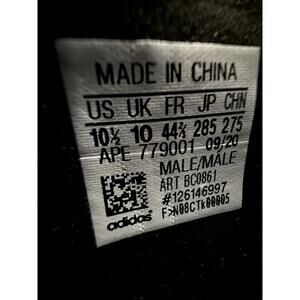 MADE IN CHINA
US UK FR JP CHN
10½ 10 44⅔ 285 275
APE 779001 09/20
MALE/MALE
ART BC0861
#126146997
F>N08CTk00005
adidas